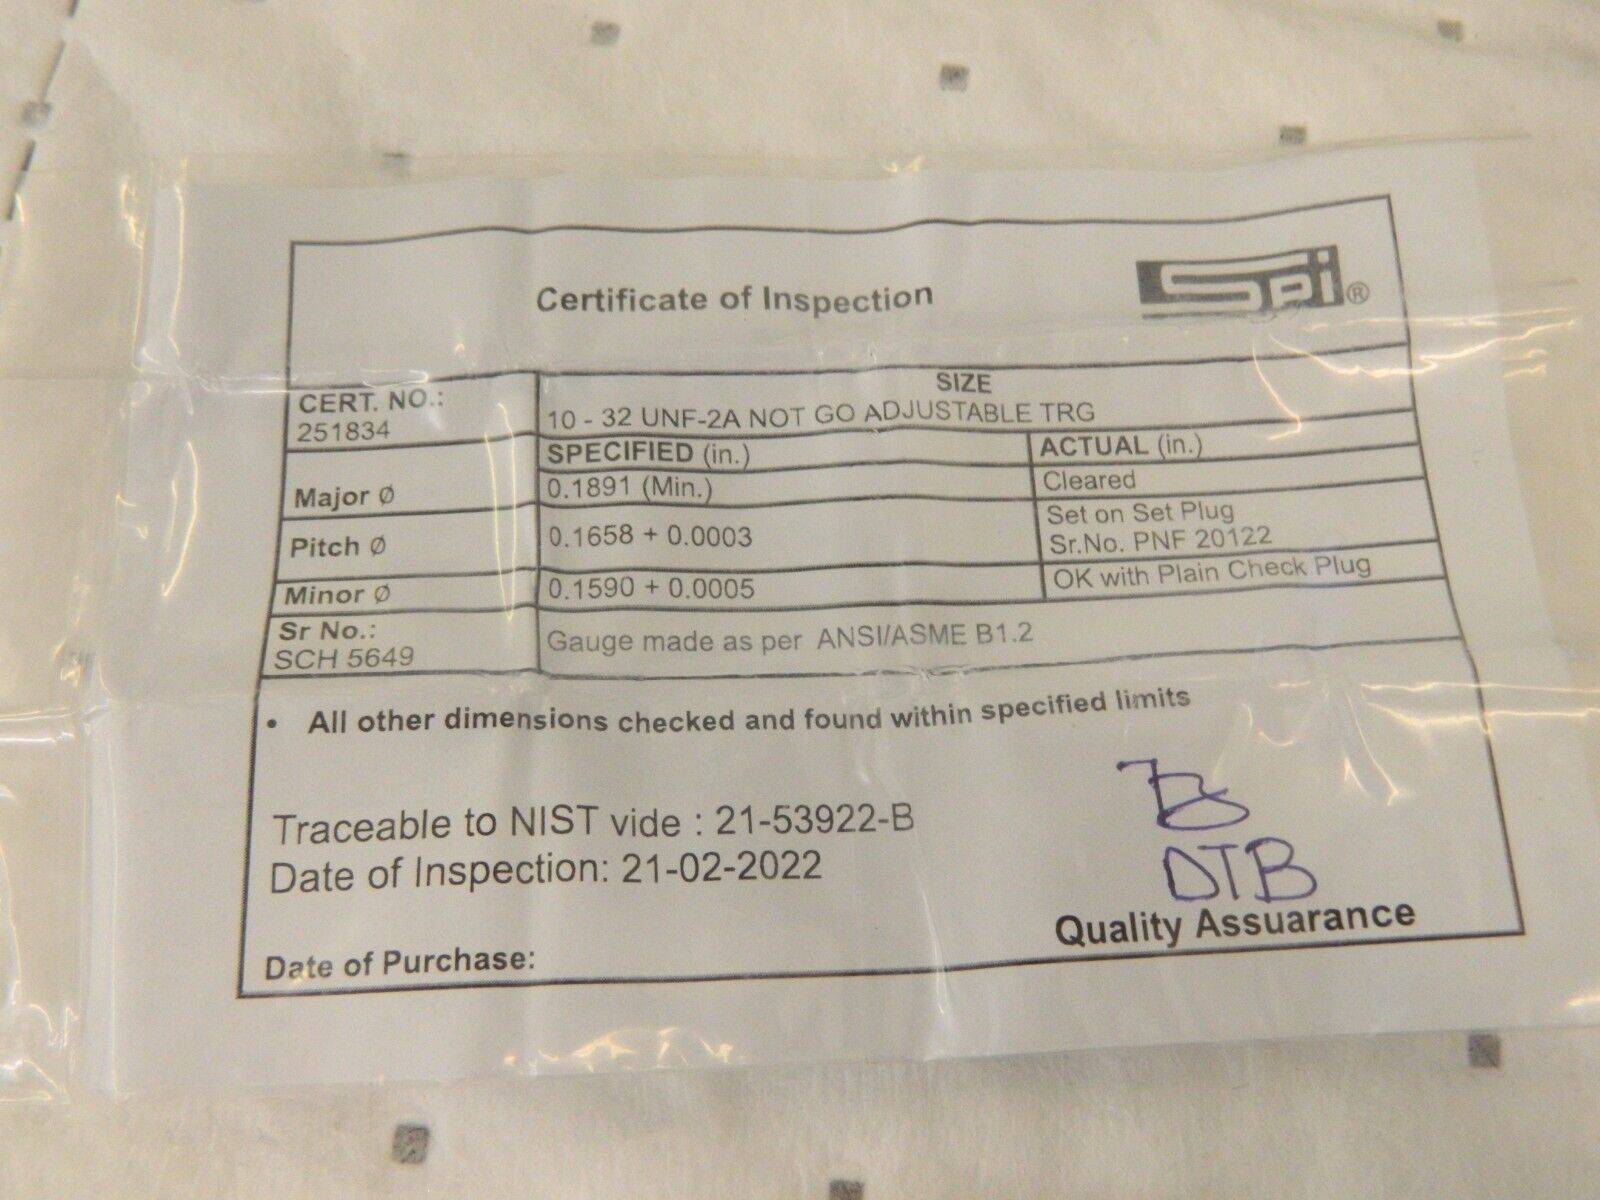 Certificate of Inspection
Spi®
CERT. NO.:
251834
SIZE
10 - 32 UNF-2A NOT GO ADJUSTABLE TRG
SPECIFIED (in.)
ACTUAL (in.)
Major Ø
0.1891 (Min.)
Cleared
Pitch Ø
0.1658 + 0.0003
Set on Set Plug
Sr.No. PNF 20122
Minor Ø
0.1590 + 0.0005
OK with Plain Check Plug
Sr No.:
SCH 5649
Gauge made as per ANSI/ASME B1.2
• All other dimensions checked and found within specified limits
Traceable to NIST vide : 21-53922-B
Date of Inspection: 21-02-2022
DTB
Quality Assuarance
Date of Purchase: